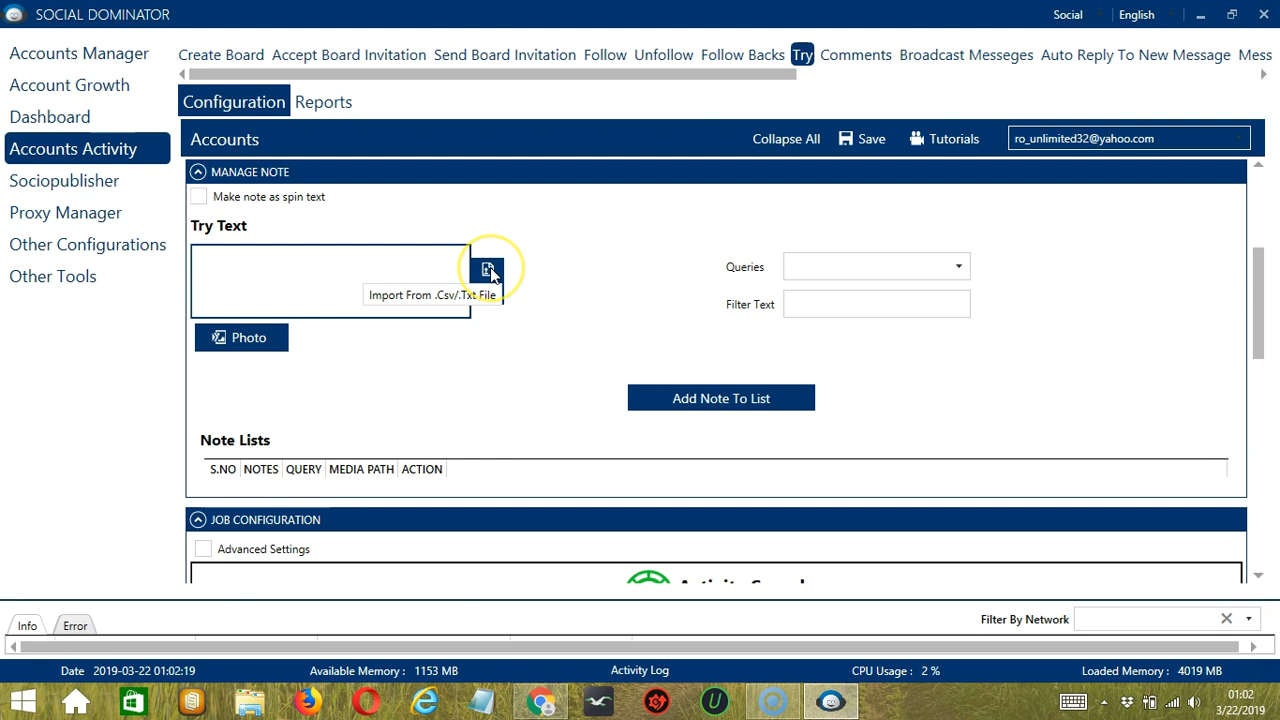 SOCIAL DOMINATOR
Social
English
Accounts Manager
Account Growth
Dashboard
Accounts Activity
Sociopublisher
Proxy Manager
Other Configurations
Other Tools
Create Board Accept Board Invitation Send Board Invitation Follow Unfollow Follow Backs Try Comments Broadcast Messeges Auto Reply To New Message Mess
Configuration Reports
Accounts
Collapse All Save Tutorials ro_unlimited32@yahoo.com
MANAGE NOTE
Make note as spin text
Try Text
Import From .Csv/.Txt File
Photo
Queries
Filter Text
Add Note To List
Note Lists
S.NO NOTES QUERY MEDIA PATH ACTION
JOB CONFIGURATION
Advanced Settings
Info Error
Filter By Network
Date 2019-03-22 01:02:19 Available Memory : 1153 MB Activity Log CPU Usage : 2 % Loaded Memory : 4019 MB
01:02
3/22/2019